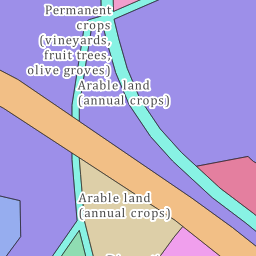 Permanent
crops
(vineyards,
fruit trees,
olive groves)
Arable land
(annual crops)
Arable land
(annual crops)